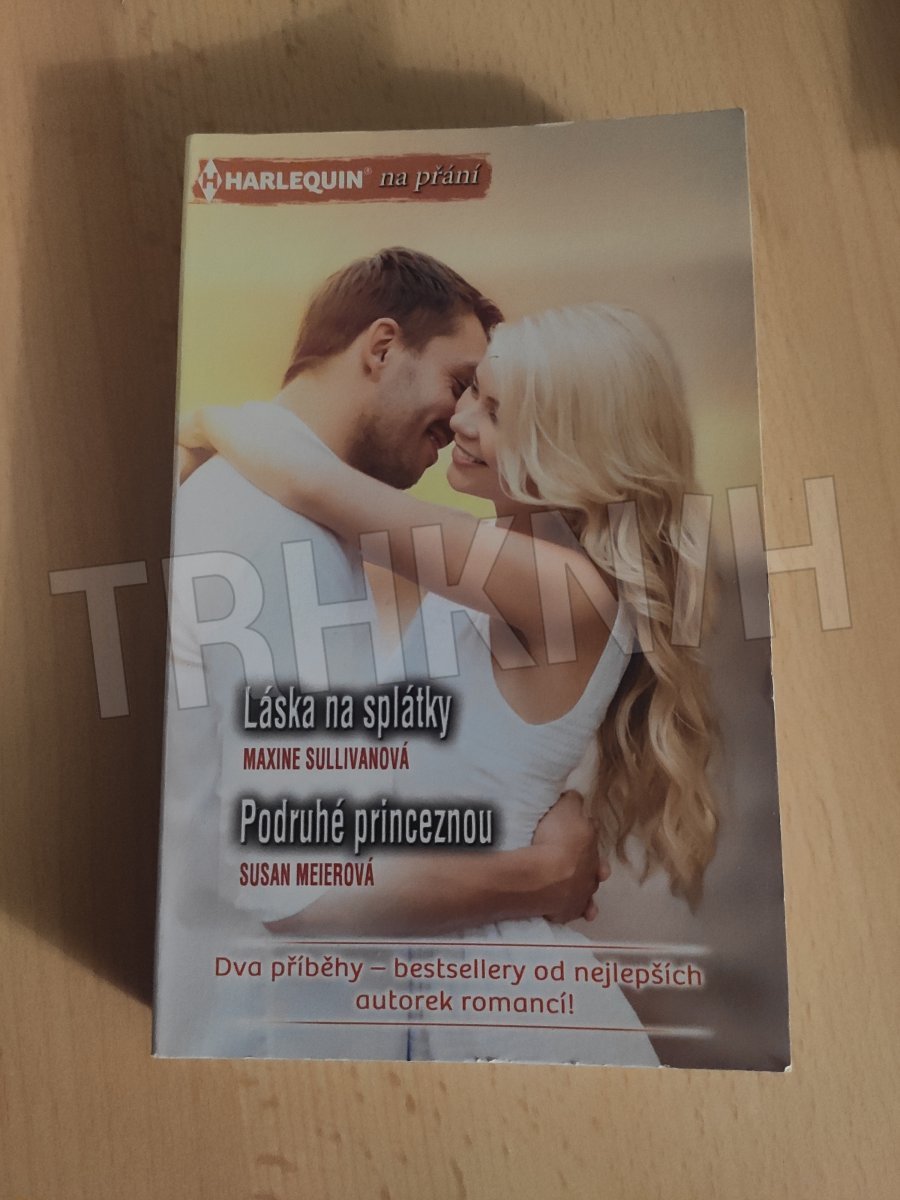 HARLEQUIN® na přání
TRHKNIH
Láska na splátky
MAXINE SULLIVANOVÁ
Podruhé princeznou
SUSAN MEIEROVÁ
Dva příběhy – bestsellery od nejlepších
autorek romancí!